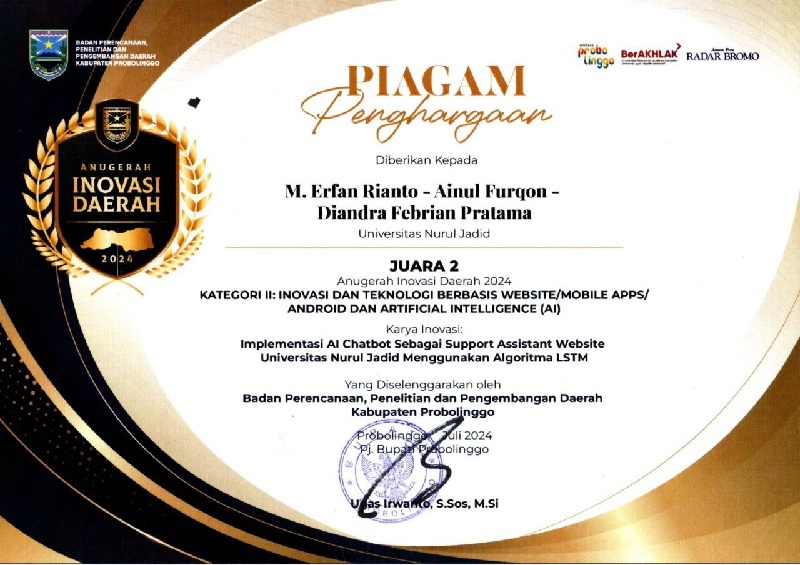 BADAN PERENCANAAN,
PENELITIAN DAN
PENGEMBANGAN DAERAH
KABUPATEN PROBOLINGGO
probo
linggo
BerAKHLAK
Jawa Pos
RADAR BROMO
PIAGAM
Penghargaan
ANUGERAH
INOVASI
DAERAH
2024
Diberikan Kepada
M. Erfan Rianto - Ainul Furqon -
Diandra Febrian Pratama
Universitas Nurul Jadid
JUARA 2
Anugerah Inovasi Daerah 2024
KATEGORI II: INOVASI DAN TEKNOLOGI BERBASIS WEBSITE/MOBILE APPS/
ANDROID DAN ARTIFICIAL INTELLIGENCE (AI)
Karya Inovasi:
Implementasi AI Chatbot Sebagai Support Assistant Website
Universitas Nurul Jadid Menggunakan Algoritma LSTM
Yang Diselenggarakan oleh
Badan Perencanaan, Penelitian dan Pengembangan Daerah
Kabupaten Probolinggo
Probolinggo, Juli 2024
Pj. Bupati Probolinggo
BUPATI
Ugas Irwanto, S.Sos, M.Si